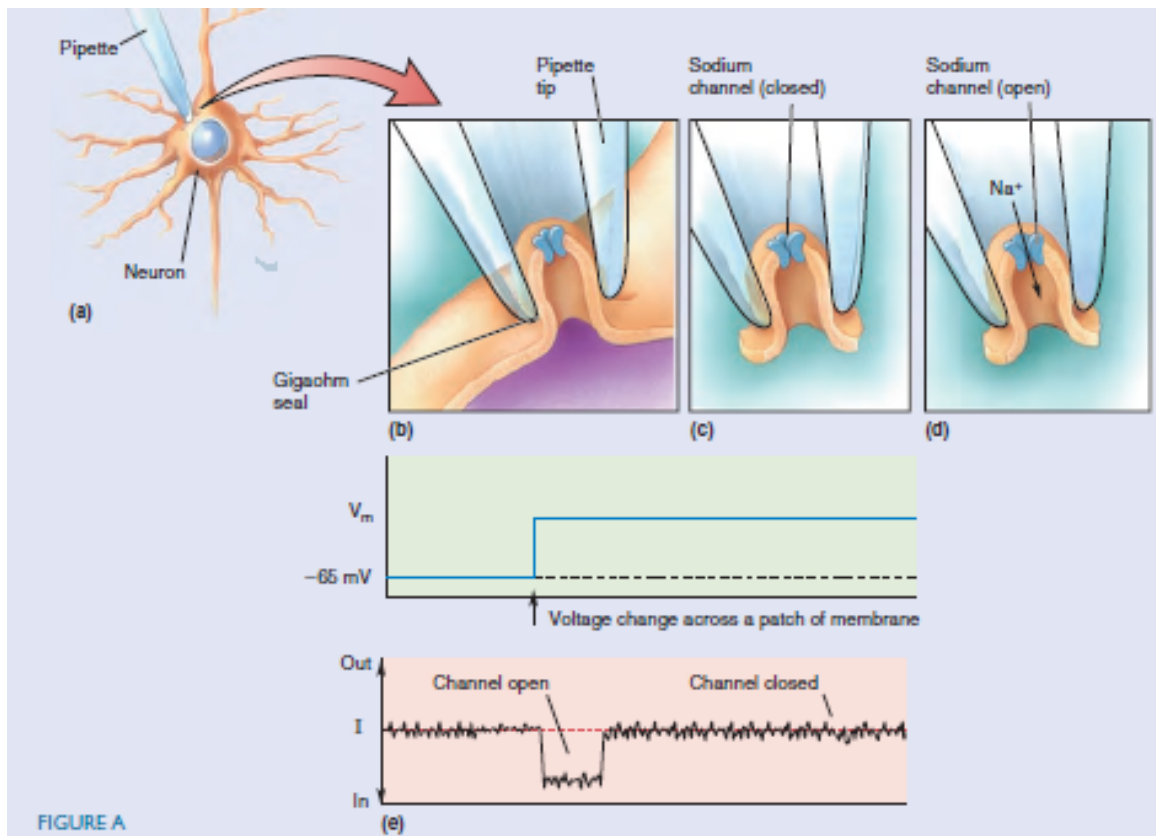 Pipette
Neuron
(a)
Pipette
tip
Gigaohm
seal
(b)
Sodium
channel (closed)
(c)
Sodium
channel (open)
Na⁺
(d)
Vm
−65 mV
Voltage change across a patch of membrane
Out
Channel open
Channel closed
I
In
(e)
FIGURE A